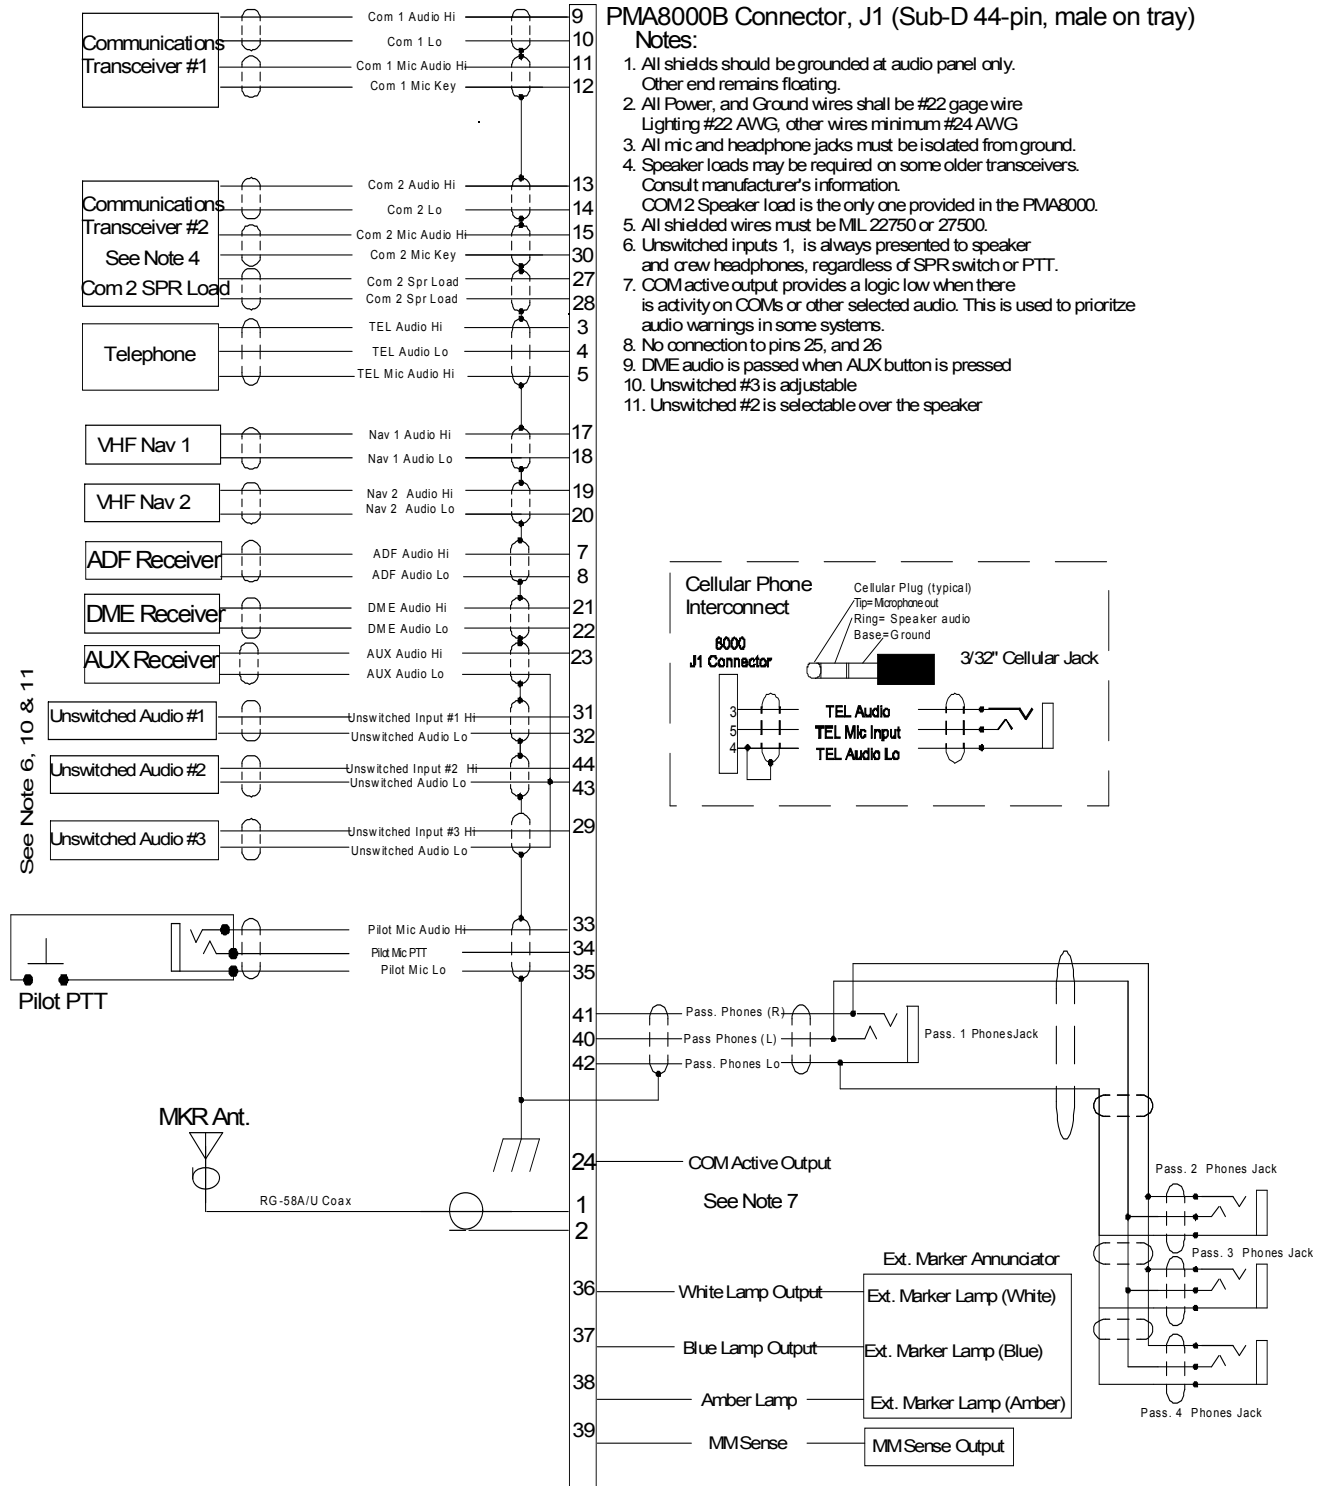 PMA8000B Connector, J1 (Sub-D 44-pin, male on tray)
Notes:
1. All shields should be grounded at audio panel only.
Other end remains floating.
2. All Power, and Ground wires shall be #22 gage wire
Lighting #22 AWG, other wires minimum #24 AWG
3. All mic and headphone jacks must be isolated from ground.
4. Speaker loads may be required on some older transceivers.
Consult manufacturer's information.
COM 2 Speaker load is the only one provided in the PMA8000.
5. All shielded wires must be MIL 22750 or 27500.
6. Unswitched inputs 1, is always presented to speaker
and crew headphones, regardless of SPR switch or PTT.
7. COM active output provides a logic low when there
is activity on COMs or other selected audio. This is used to prioritze
audio warnings in some systems.
8. No connection to pins 25, and 26
9. DME audio is passed when AUX button is pressed
10. Unswitched #3 is adjustable
11. Unswitched #2 is selectable over the speaker
Communications
Transceiver #1
Com 1 Audio Hi 9
Com 1 Lo 10
Com 1 Mic Audio Hi 11
Com 1 Mic Key 12
Communications
Transceiver #2
See Note 4
Com 2 SPR Load
Com 2 Audio Hi 13
Com 2 Lo 14
Com 2 Mic Audio Hi 15
Com 2 Mic Key 30
Com 2 Spr Load 27
Com 2 Spr Load 28
Telephone
TEL Audio Hi 3
TEL Audio Lo 4
TEL Mic Audio Hi 5
VHF Nav 1
Nav 1 Audio Hi 17
Nav 1 Audio Lo 18
VHF Nav 2
Nav 2 Audio Hi 19
Nav 2 Audio Lo 20
ADF Receiver
ADF Audio Hi 7
ADF Audio Lo 8
DME Receiver
DME Audio Hi 21
DME Audio Lo 22
AUX Receiver
AUX Audio Hi 23
AUX Audio Lo
See Note 6, 10 & 11
Unswitched Audio #1
Unswitched Input #1 Hi 31
Unswitched Audio Lo 32
Unswitched Audio #2
Unswitched Input #2 Hi 44
Unswitched Audio Lo 43
Unswitched Audio #3
Unswitched Input #3 Hi 29
Unswitched Audio Lo
Cellular Phone
Interconnect
Cellular Plug (typical)
Tip= Microphone out
Ring= Speaker audio
Base= Ground
8000
J1 Connector
3/32" Cellular Jack
3 TEL Audio
5 TEL Mic Input
4 TEL Audio Lo
Pilot PTT
Pilot Mic Audio Hi 33
Pilot Mic PTT 34
Pilot Mic Lo 35
41 Pass. Phones (R)
40 Pass Phones (L)
42 Pass. Phones Lo
Pass. 1 Phones Jack
MKR Ant.
RG-58A/U Coax
1
2
24 COM Active Output
See Note 7
Pass. 2 Phones Jack
Pass. 3 Phones Jack
Pass. 4 Phones Jack
Ext. Marker Annunciator
36 White Lamp Output Ext. Marker Lamp (White)
37 Blue Lamp Output Ext. Marker Lamp (Blue)
38 Amber Lamp Ext. Marker Lamp (Amber)
39 MM Sense MM Sense Output